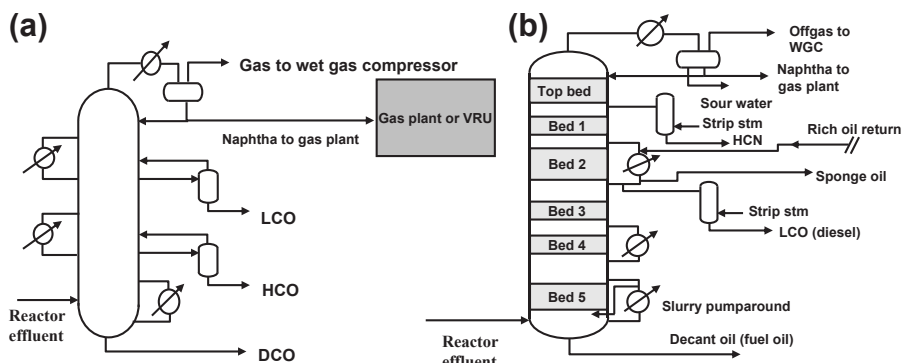 (a)
Gas to wet gas compressor
Naphtha to gas plant
Gas plant or VRU
LCO
HCO
Reactor
effluent
DCO
(b)
Offgas to
WGC
Naphtha to
gas plant
Sour water
Top bed
Strip stm
HCN
Bed 1
Rich oil return
Bed 2
Sponge oil
Bed 3
Strip stm
LCO (diesel)
Bed 4
Bed 5
Slurry pumparound
Reactor
effluent
Decant oil (fuel oil)